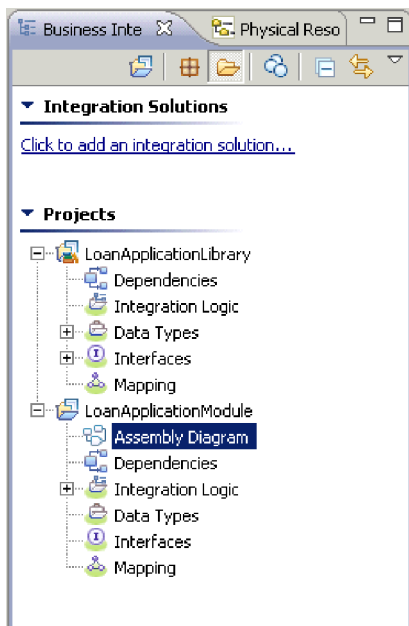 Business Inte Physical Reso
Integration Solutions
Click to add an integration solution...
Projects
LoanApplicationLibrary
Dependencies
Integration Logic
Data Types
Interfaces
Mapping
LoanApplicationModule
Assembly Diagram
Dependencies
Integration Logic
Data Types
Interfaces
Mapping